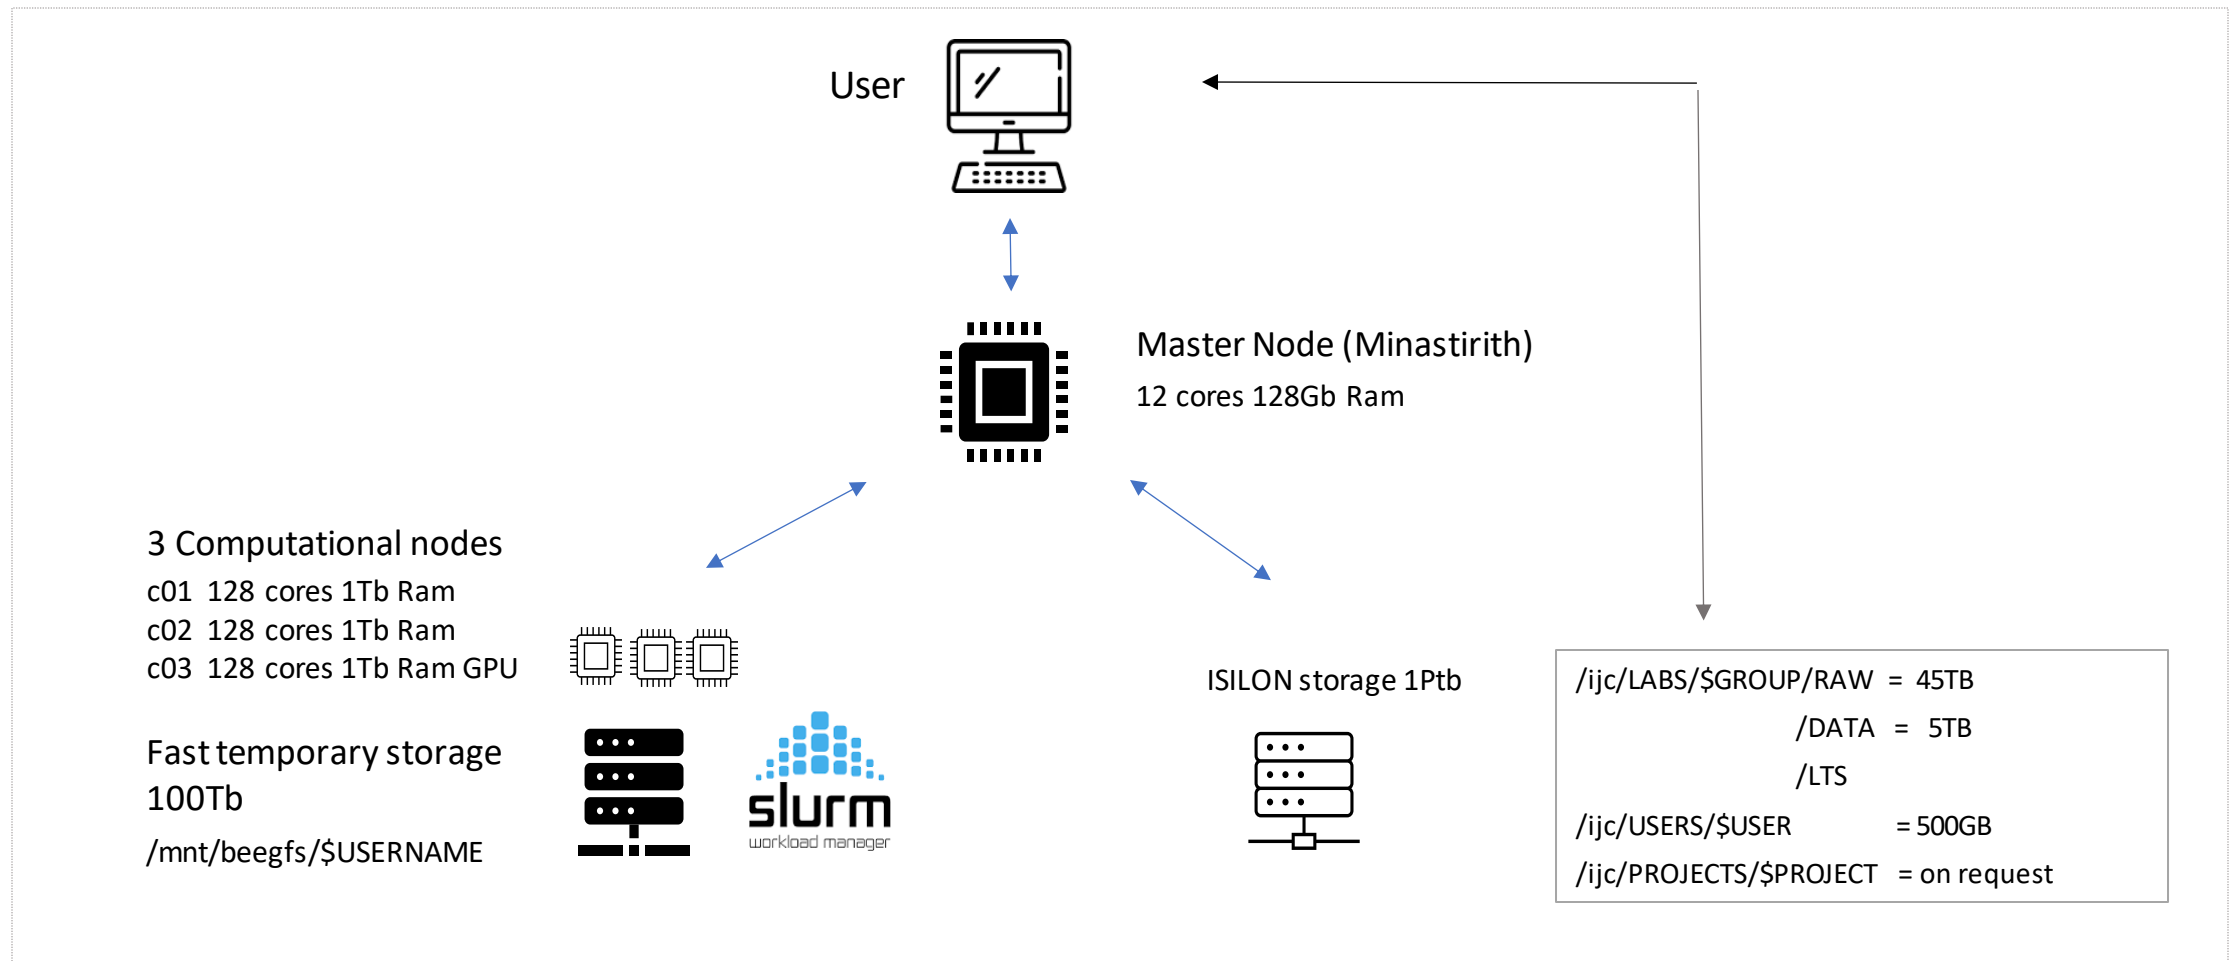 User
Master Node (Minastirith)
12 cores 128Gb Ram
3 Computational nodes
c01 128 cores 1Tb Ram
c02 128 cores 1Tb Ram
c03 128 cores 1Tb Ram GPU
Fast temporary storage
100Tb
/mnt/beegfs/$USERNAME
slurm
workload manager
ISILON storage 1Ptb
/ijc/LABS/$GROUP/RAW = 45TB
/DATA = 5TB
/LTS
/ijc/USERS/$USER = 500GB
/ijc/PROJECTS/$PROJECT = on request